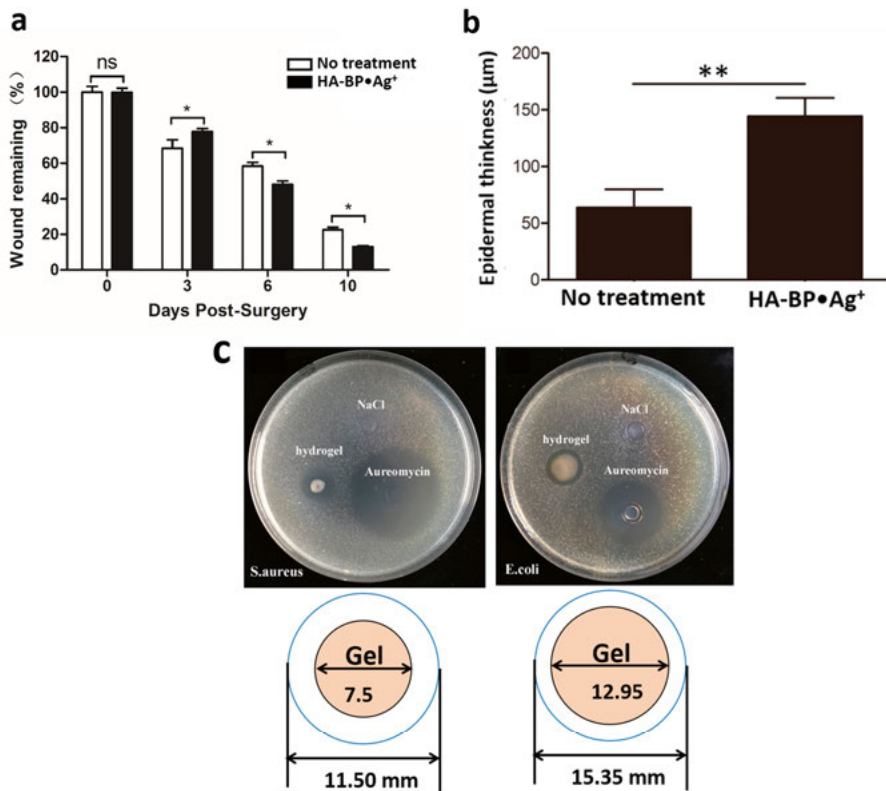 a
Wound remaining (%)
120
100
80
60
40
20
0
ns
*
*
*
No treatment
HA-BP•Ag+
0 3 6 10
Days Post-Surgery
b
Epidermal thinkness (μm)
200
150
100
50
0
**
No treatment HA-BP•Ag+
c
NaCl
hydrogel
Aureomycin
S.aureus
NaCl
hydrogel
Aureomycin
E.coli
Gel
7.5
11.50 mm
Gel
12.95
15.35 mm